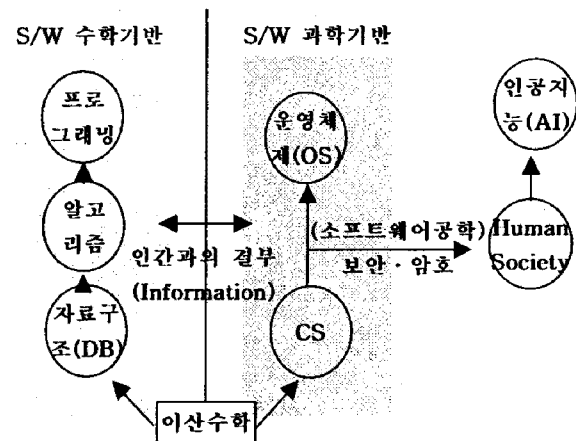 S/W 수학기반
S/W 과학기반
프로
그래밍
운영체
제(OS)
인공지
능(AI)
알고
리즘
(소프트웨어공학)
보안·암호
Human
Society
인간과의 결부
(Information)
자료구
조(DB)
CS
이산수학